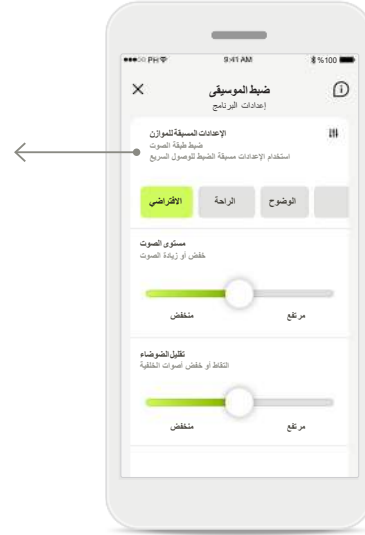 PH 9:41 AM %100
ضبط الموسيقى
إعدادات البرنامج
الإعدادات المسبقة للموازن
ضبط طبقة الصوت
استخدام الإعدادات مسبقة الضبط للوصول السريع
الافتراضي الراحة الوضوح
مستوى الصوت
خفض أو زيادة الصوت
منخفض مرتفع
تقليل الضوضاء
التقاط أو خفض أصوات الخلفية
منخفض مرتفع